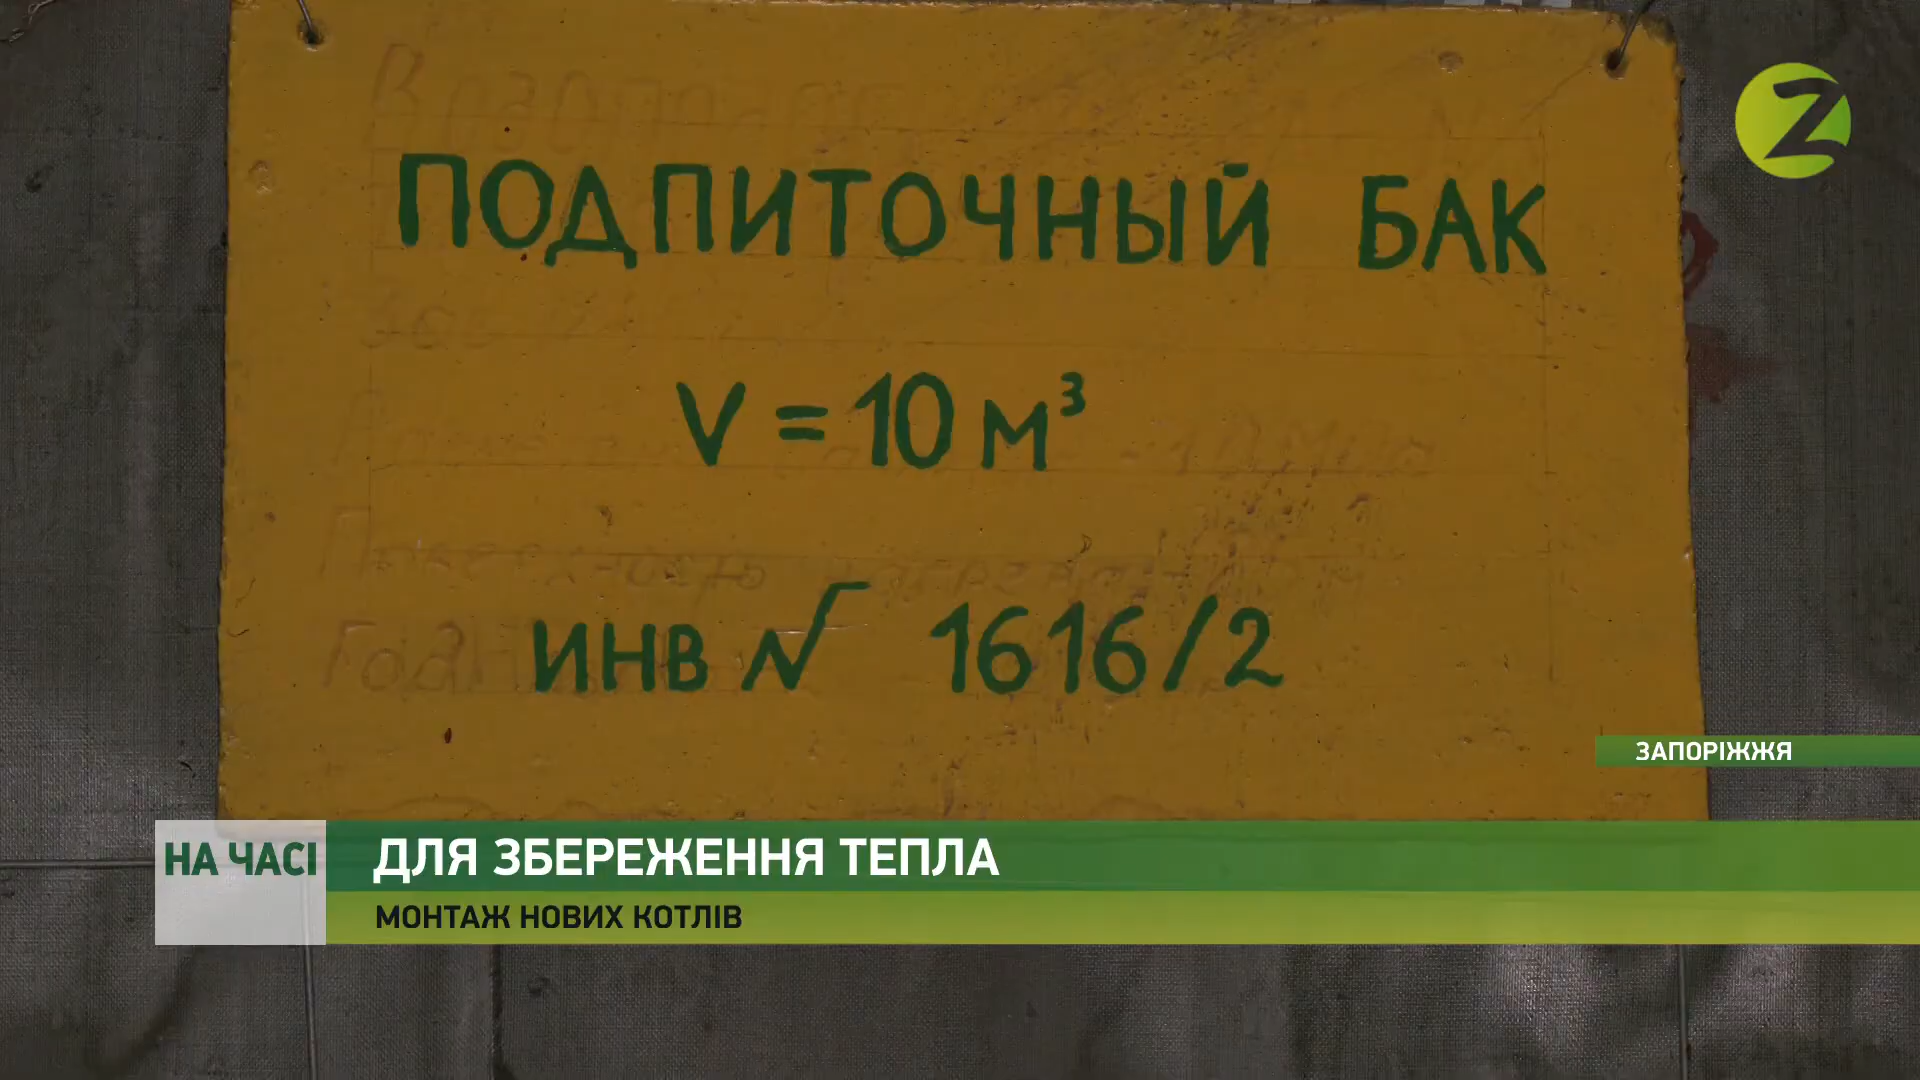 ПОДПИТОЧНЫЙ БАК
V = 10 м³
ИНВ № 1616/2
ЗАПОРІЖЖЯ
НА ЧАСІ
ДЛЯ ЗБЕРЕЖЕННЯ ТЕПЛА
МОНТАЖ НОВИХ КОТЛІВ